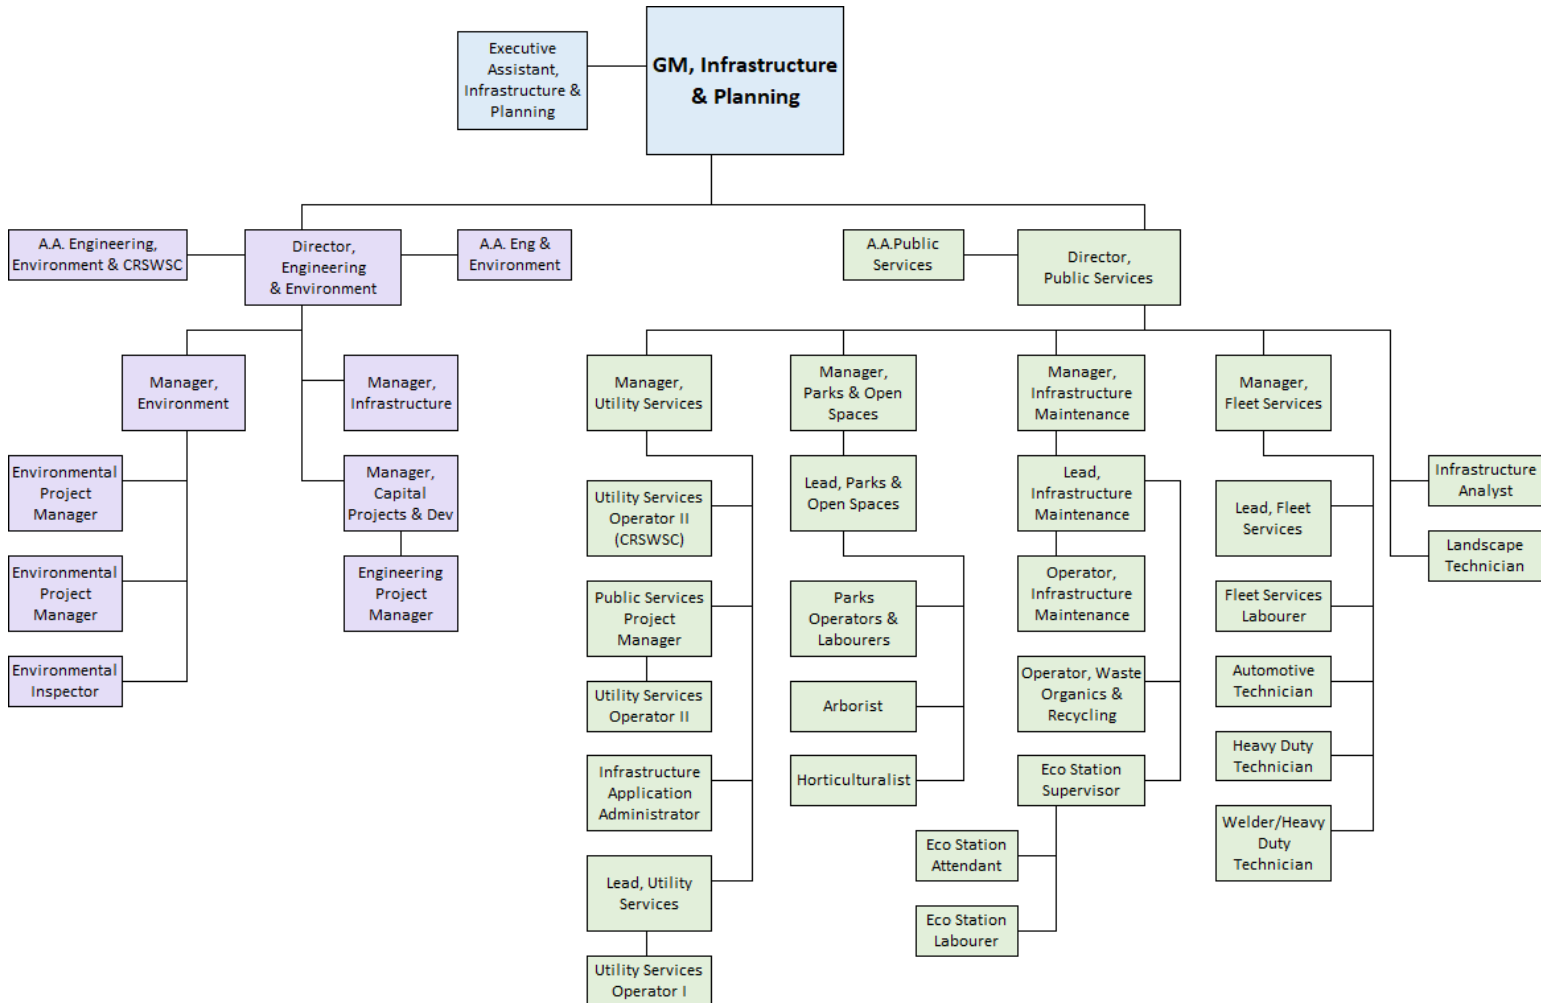 Executive
Assistant,
Infrastructure &
Planning
GM, Infrastructure
& Planning
A.A. Engineering,
Environment & CRSWSC
Director,
Engineering
& Environment
A.A. Eng &
Environment
A.A.Public
Services
Director,
Public Services
Manager,
Environment
Manager,
Infrastructure
Manager,
Utility Services
Manager,
Parks & Open
Spaces
Manager,
Infrastructure
Maintenance
Manager,
Fleet Services
Environmental
Project
Manager
Manager,
Capital
Projects & Dev
Utility Services
Operator II
(CRSWSC)
Lead, Parks &
Open Spaces
Lead,
Infrastructure
Maintenance
Lead, Fleet
Services
Infrastructure
Analyst
Landscape
Technician
Environmental
Project
Manager
Engineering
Project
Manager
Public Services
Project
Manager
Parks
Operators &
Labourers
Operator,
Infrastructure
Maintenance
Fleet Services
Labourer
Environmental
Inspector
Utility Services
Operator II
Arborist
Operator, Waste
Organics &
Recycling
Automotive
Technician
Infrastructure
Application
Administrator
Horticulturalist
Eco Station
Supervisor
Heavy Duty
Technician
Eco Station
Attendant
Welder/Heavy
Duty
Technician
Lead, Utility
Services
Eco Station
Labourer
Utility Services
Operator I